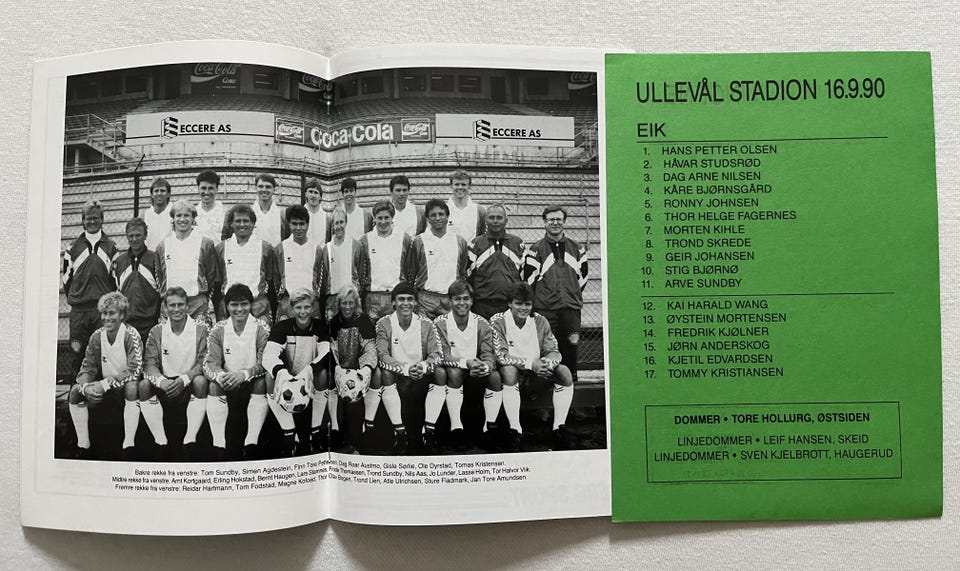 Coca-Cola
Coke
ECCERE AS
Coca-Cola
Coca-Cola
Coca-Cola
ECCERE AS
Bakre rekke fra venstre: Tom Sundby, Simen Agdestein, Finn Tore Dag Roar Austmo, Gisle Sørlie, Ole Dyrstad, Tomas Kristensen.
Midtre rekke fra venstre: Arnt Kortgaard, Erling Hokstad, Bernt Haugen, Lars Thomassen, Trond Sundby, Nils Aas, Jo Lunder, Lasse Holm, Tor Halvor Viik.
Fremre rekke fra venstre: Reidar Hartmann, Tom Fodstad, Magne Kofoed, Thor Olav Bergan, Trond Lien, Atle Ulrichsen, Sture Fladmark, Jan Tore Amundsen.
ULLEVÅL STADION 16.9.90
EIK
1. HANS PETTER OLSEN
2. HÅVAR STUDSRØD
3. DAG ARNE NILSEN
4. KÅRE BJØRNSGÅRD
5. RONNY JOHNSEN
6. THOR HELGE FAGERNES
7. MORTEN KIHLE
8. TROND SKREDE
9. GEIR JOHANSEN
10. STIG BJØRNØ
11. ARVE SUNDBY
12. KAI HARALD WANG
13. ØYSTEIN MORTENSEN
14. FREDRIK KJØLNER
15. JØRN ANDERSKOG
16. KJETIL EDVARDSEN
17. TOMMY KRISTIANSEN
DOMMER • TORE HOLLURG, ØSTSIDEN
LINJEDOMMER • LEIF HANSEN, SKEID
LINJEDOMMER • SVEN KJELBROTT, HAUGERUD